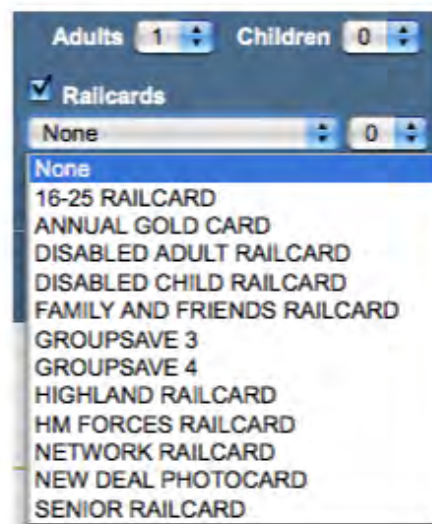 Adults 1 Children 0
Railcards
None 0
None
16-25 RAILCARD
ANNUAL GOLD CARD
DISABLED ADULT RAILCARD
DISABLED CHILD RAILCARD
FAMILY AND FRIENDS RAILCARD
GROUPSAVE 3
GROUPSAVE 4
HIGHLAND RAILCARD
HM FORCES RAILCARD
NETWORK RAILCARD
NEW DEAL PHOTOCARD
SENIOR RAILCARD